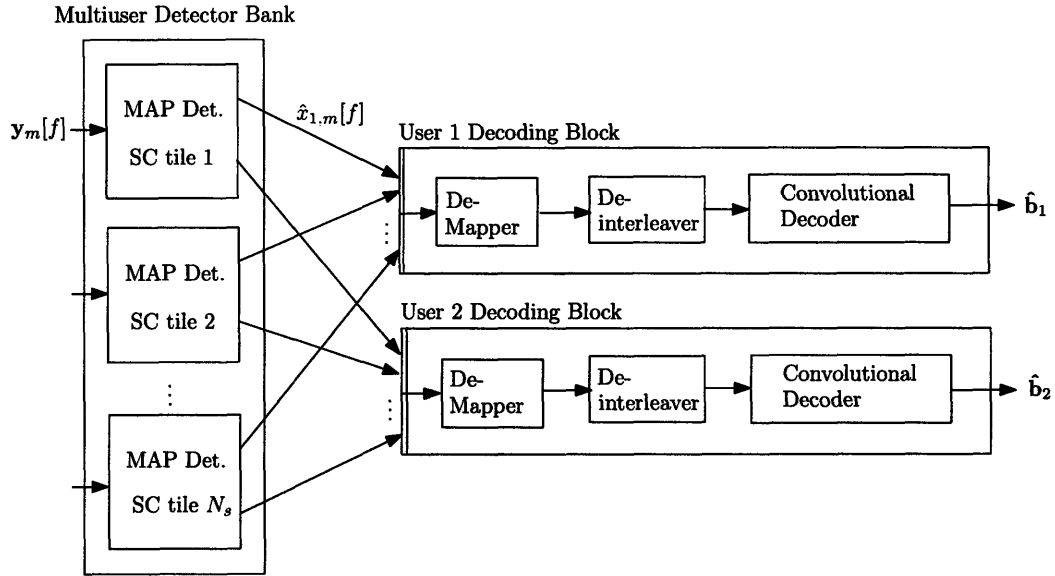 Multiuser Detector Bank
y_m[f]
MAP Det.
SC tile 1
MAP Det.
SC tile 2
⋮
MAP Det.
SC tile N_s
x̂_{1,m}[f]
User 1 Decoding Block
⋮
De-
Mapper
De-
interleaver
Convolutional
Decoder
b̂_1
User 2 Decoding Block
⋮
De-
Mapper
De-
interleaver
Convolutional
Decoder
b̂_2